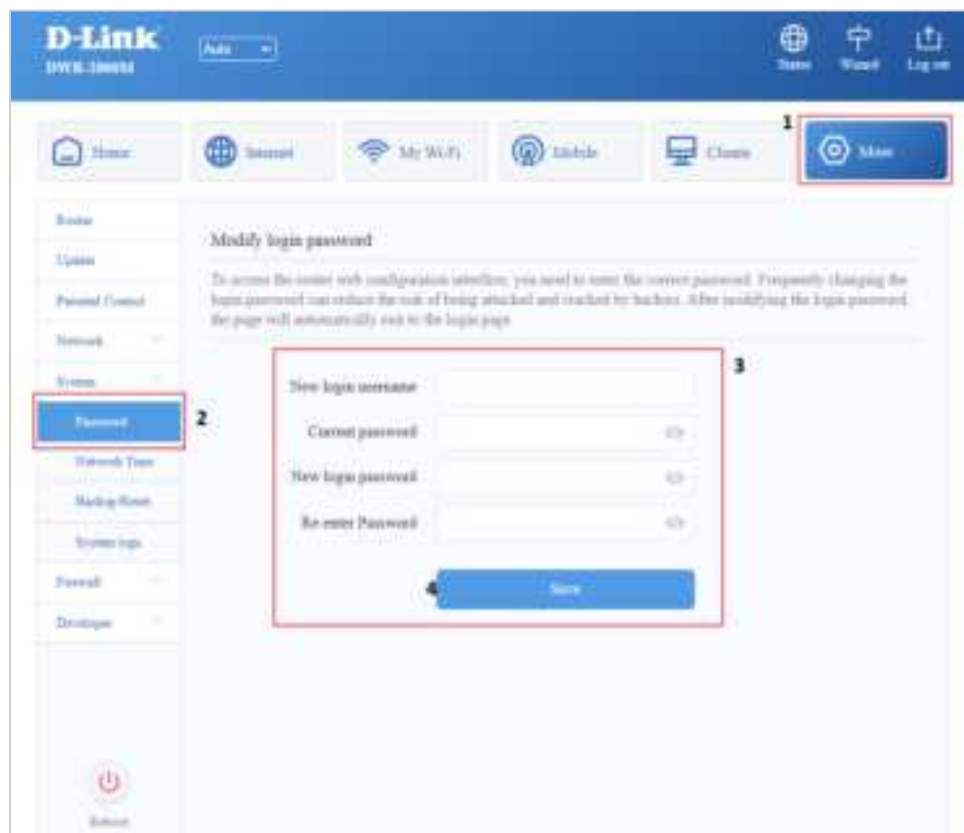 D-Link
Auto
Status
Wizard
Log out
1
Home
Internet
My Wi-Fi
Mobile
Clients
More
Router
Update
Parental Control
Network
System
Password
2
Network Time
Backup/Reset
System logs
Firewall
Developer
Reboot
Modify login password
To access the router web configuration interface, you need to enter the correct password. Frequently changing the
login password can reduce the risk of being attacked and cracked by hackers. After modifying the login password,
the page will automatically exit to the login page.
3
New login username
Current password
New login password
Re-enter Password
4
Save